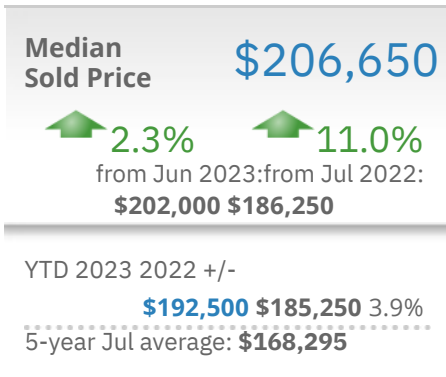 Median
Sold Price
$206,650
2.3%
11.0%
from Jun 2023:from Jul 2022:
$202,000 $186,250
YTD 2023 2022 +/-
$192,500 $185,250 3.9%
5-year Jul average: $168,295